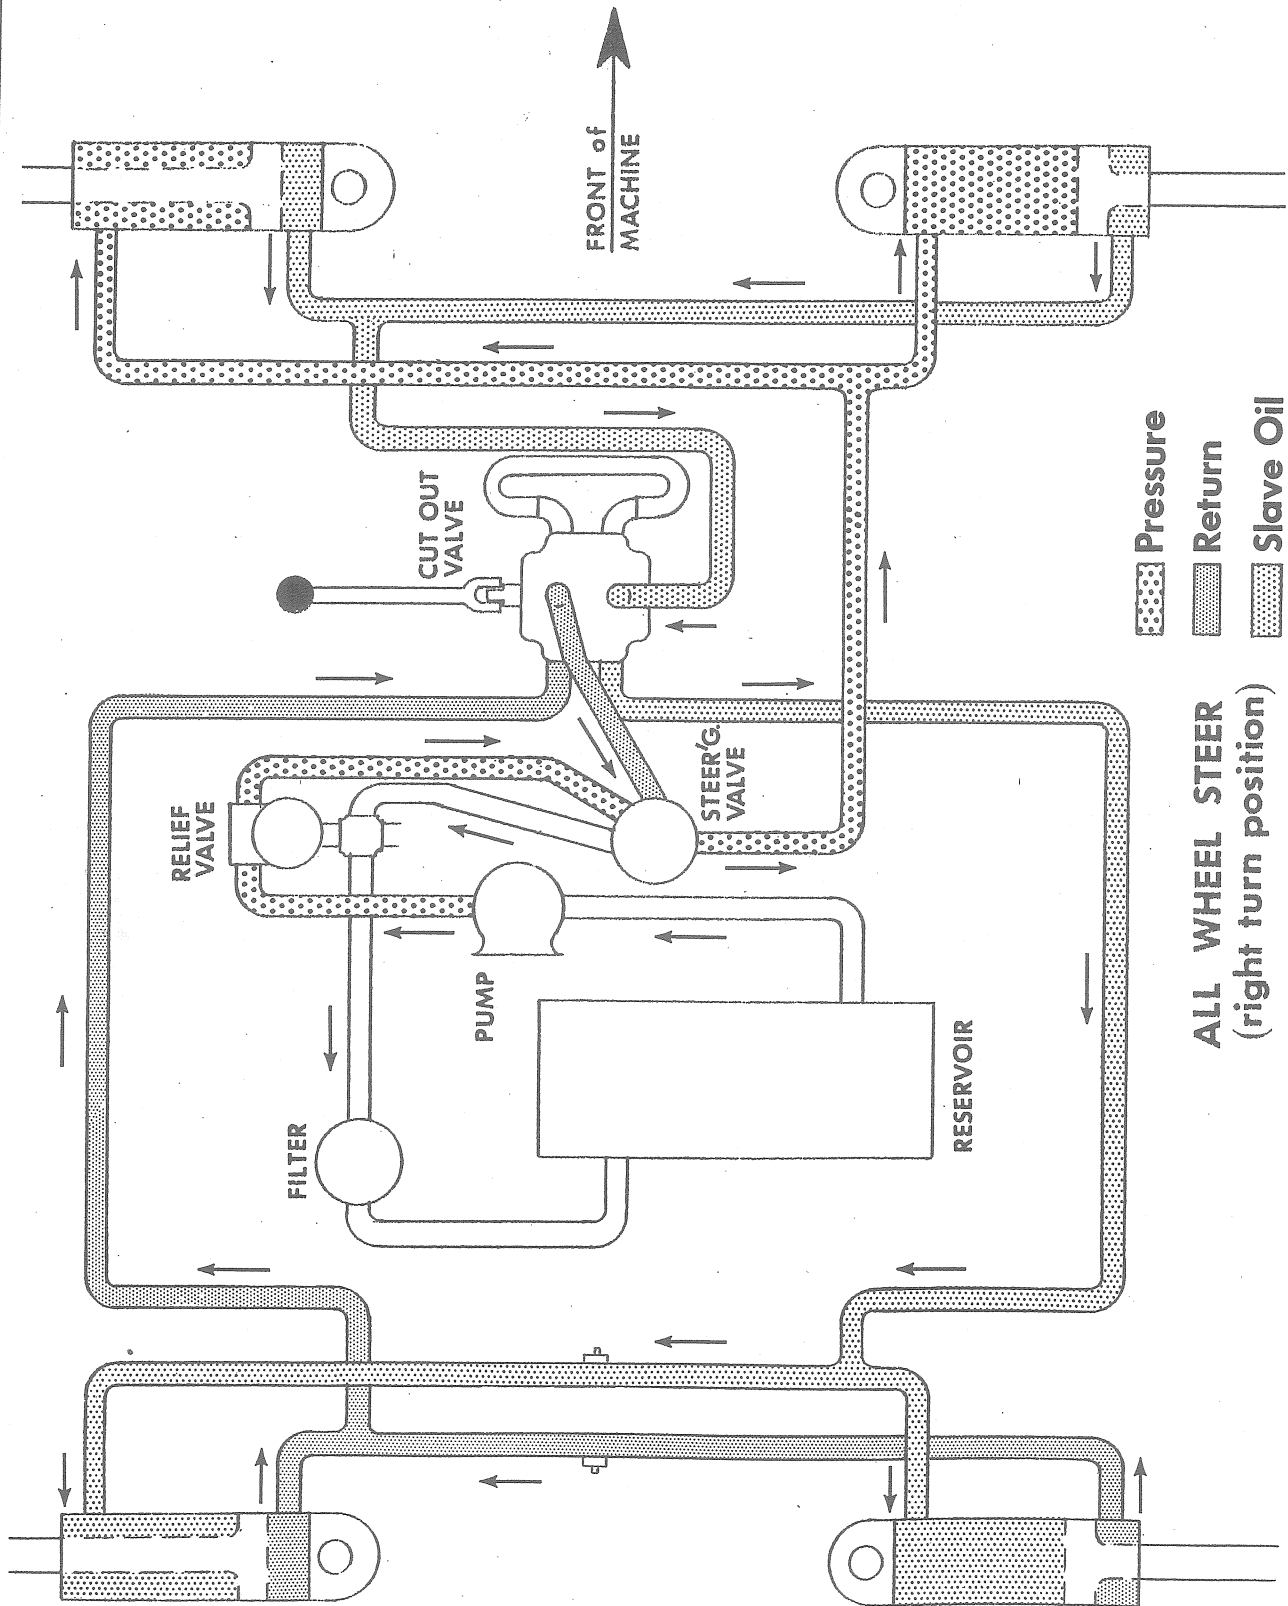 FRONT of
MACHINE
CUT OUT
VALVE
Pressure
Return
Slave Oil
RELIEF
VALVE
STEER'G.
VALVE
PUMP
FILTER
RESERVOIR
ALL WHEEL STEER
(right turn position)